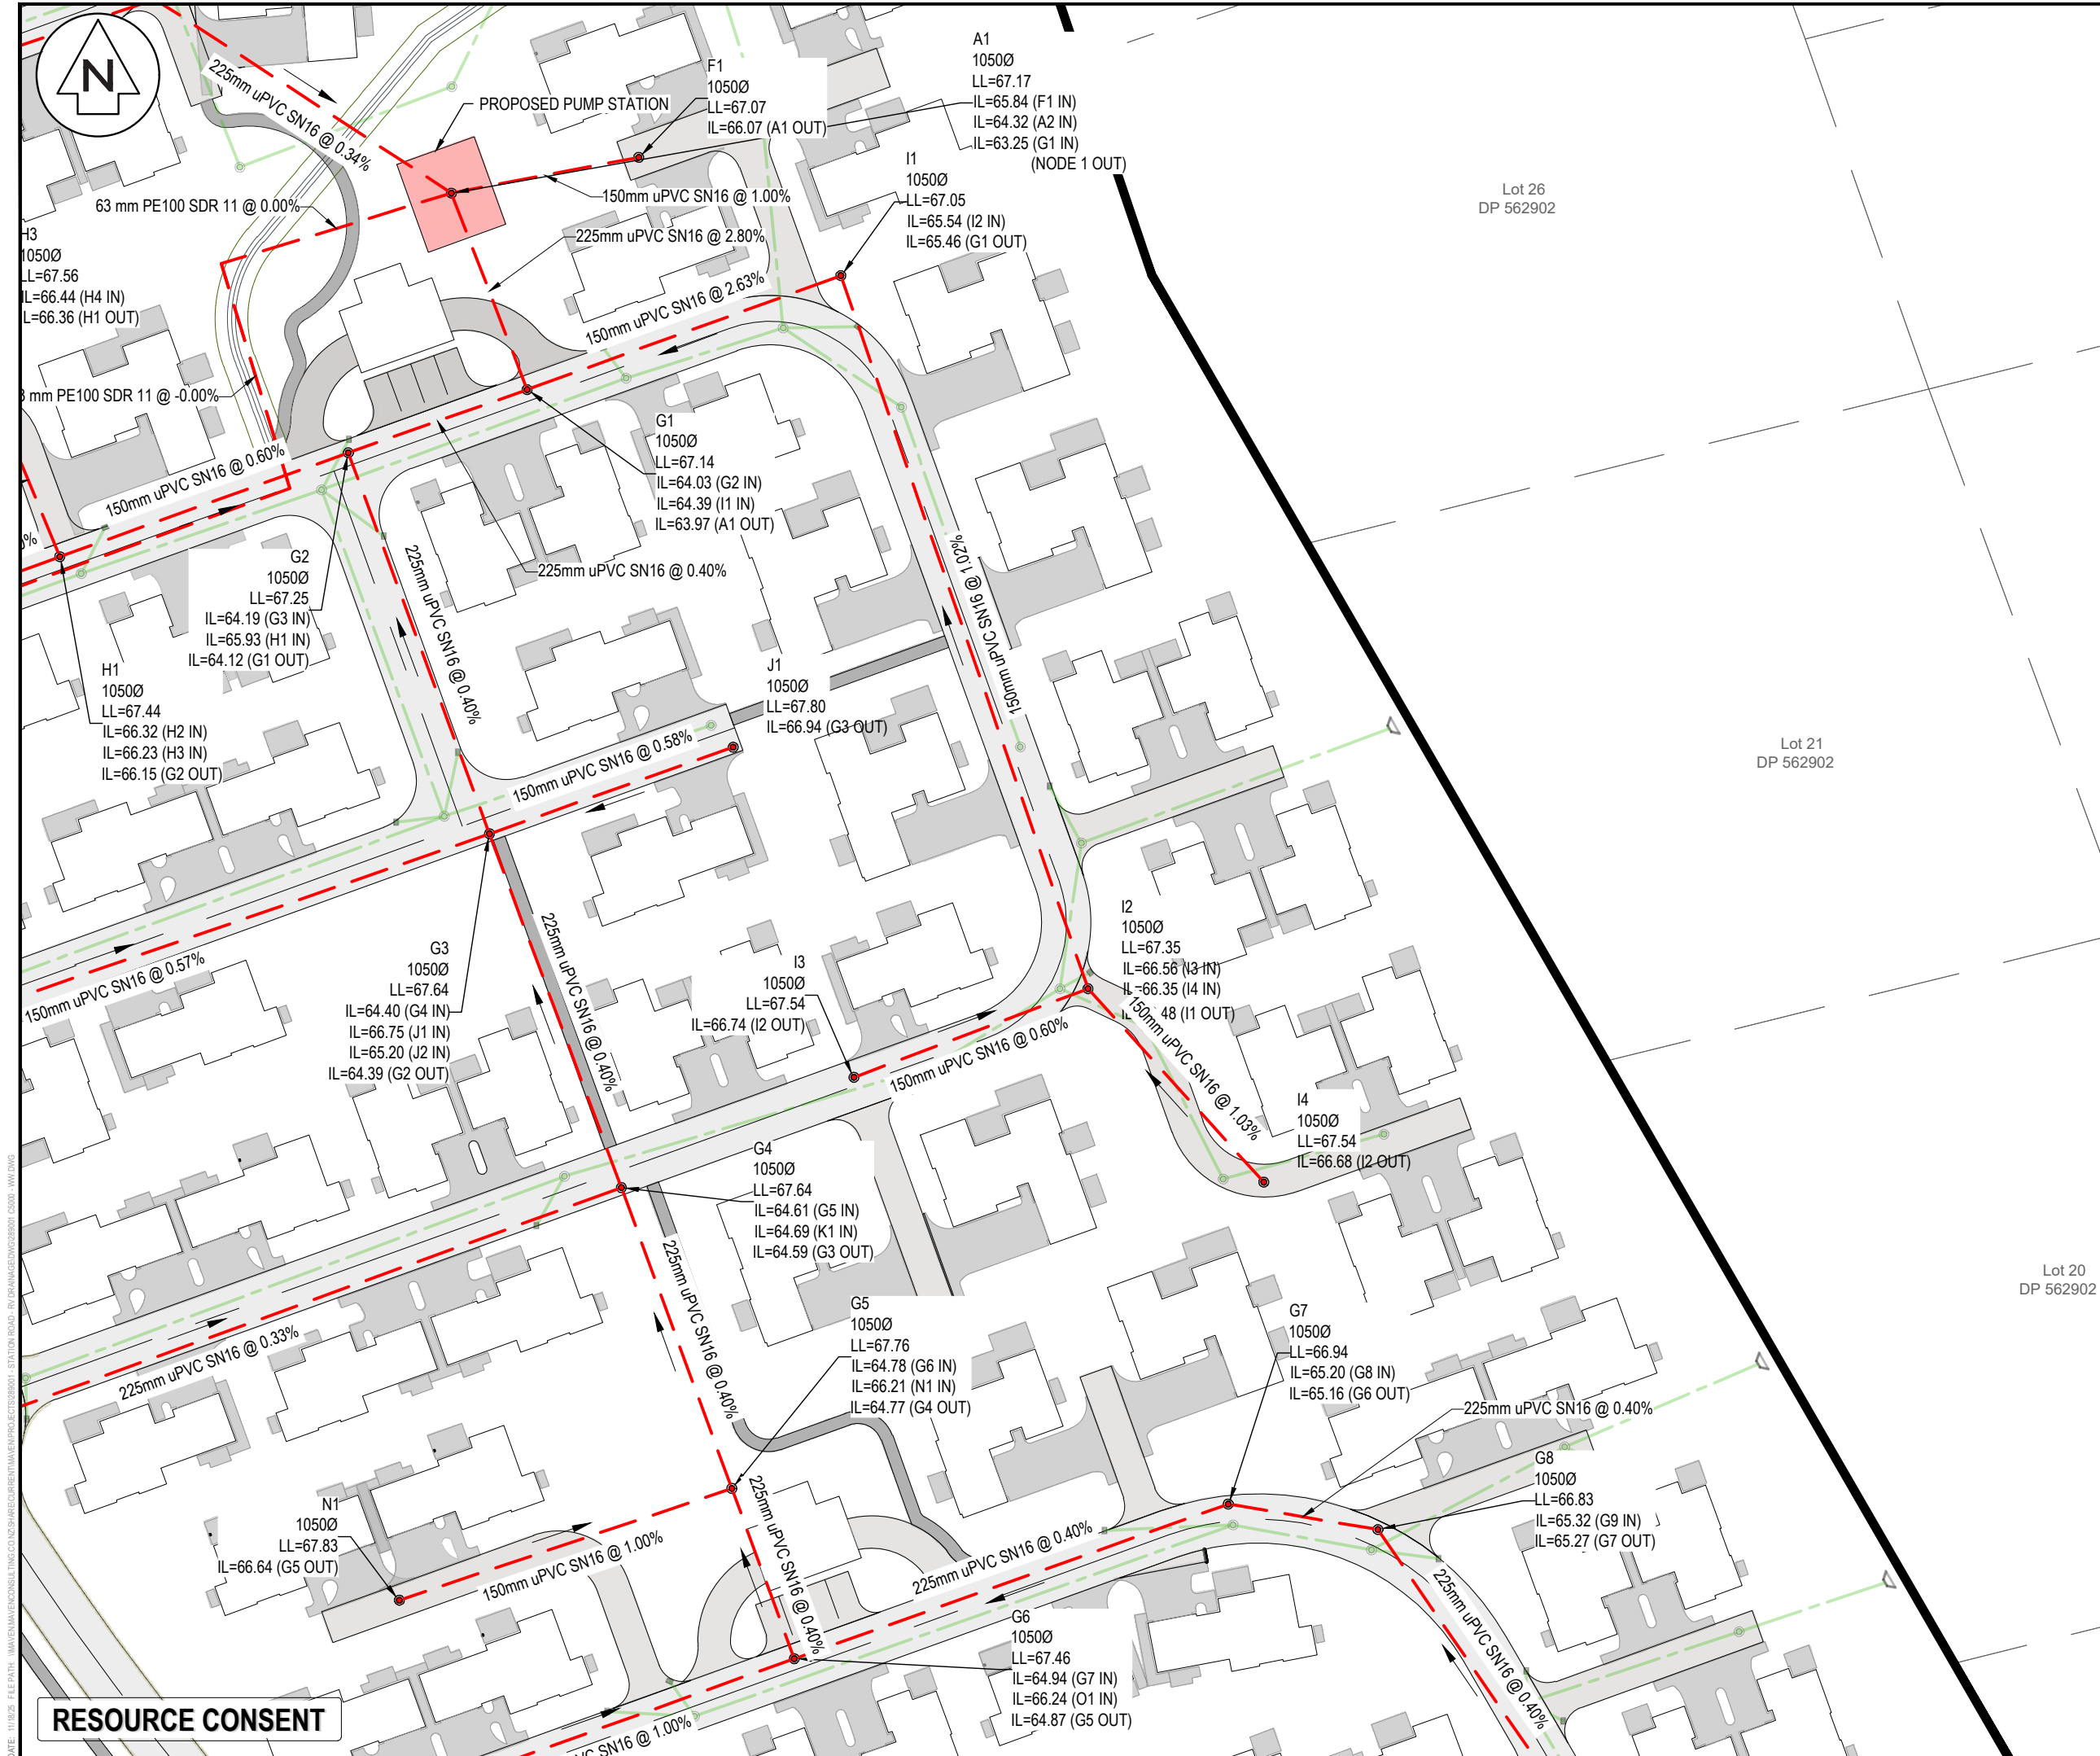 N
225mm uPVC SN16 @ 0.34%
PROPOSED PUMP STATION
F1
1050Ø
LL=67.07
IL=66.07 (A1 OUT)
A1
1050Ø
LL=67.17
IL=65.84 (F1 IN)
IL=64.32 (A2 IN)
IL=63.25 (G1 IN)
(NODE 1 OUT)
I1
1050Ø
LL=67.05
IL=65.54 (I2 IN)
IL=65.46 (G1 OUT)
Lot 26
DP 562902
63 mm PE100 SDR 11 @ 0.00%
150mm uPVC SN16 @ 1.00%
225mm uPVC SN16 @ 2.80%
H3
1050Ø
LL=67.56
IL=66.44 (H4 IN)
IL=66.36 (H1 OUT)
150mm uPVC SN16 @ 2.63%
3 mm PE100 SDR 11 @ -0.00%
G1
1050Ø
LL=67.14
IL=64.03 (G2 IN)
IL=64.39 (I1 IN)
IL=63.97 (A1 OUT)
150mm uPVC SN16 @ 0.60%
0%
G2
1050Ø
LL=67.25
IL=64.19 (G3 IN)
IL=65.93 (H1 IN)
IL=64.12 (G1 OUT)
225mm uPVC SN16 @ 0.40%
225mm uPVC SN16 @ 0.40%
150mm uPVC SN16 @ 1.02%
H1
1050Ø
LL=67.44
IL=66.32 (H2 IN)
IL=66.23 (H3 IN)
IL=66.15 (G2 OUT)
J1
1050Ø
LL=67.80
IL=66.94 (G3 OUT)
150mm uPVC SN16 @ 0.58%
Lot 21
DP 562902
150mm uPVC SN16 @ 0.57%
G3
1050Ø
LL=67.64
IL=64.40 (G4 IN)
IL=66.75 (J1 IN)
IL=65.20 (J2 IN)
IL=64.39 (G2 OUT)
225mm uPVC SN16 @ 0.40%
I3
1050Ø
LL=67.54
IL=66.74 (I2 OUT)
I2
1050Ø
LL=67.35
IL=66.56 (I3 IN)
IL=66.35 (I4 IN)
48 (I1 OUT)
150mm uPVC SN16 @ 0.60%
150mm uPVC SN16 @ 1.03%
I4
1050Ø
LL=67.54
IL=66.68 (I2 OUT)
G4
1050Ø
LL=67.64
IL=64.61 (G5 IN)
IL=64.69 (K1 IN)
IL=64.59 (G3 OUT)
Lot 20
DP 562902
225mm uPVC SN16 @ 0.33%
225mm uPVC SN16 @ 0.40%
G5
1050Ø
LL=67.76
IL=64.78 (G6 IN)
IL=66.21 (N1 IN)
IL=64.77 (G4 OUT)
G7
1050Ø
LL=66.94
IL=65.20 (G8 IN)
IL=65.16 (G6 OUT)
225mm uPVC SN16 @ 0.40%
G8
1050Ø
LL=66.83
IL=65.32 (G9 IN)
IL=65.27 (G7 OUT)
N1
1050Ø
LL=67.83
IL=66.64 (G5 OUT)
150mm uPVC SN16 @ 1.00%
225mm uPVC SN16 @ 0.40%
225mm uPVC SN16 @ 0.40%
225mm uPVC SN16 @ 0.40%
G6
1050Ø
LL=67.46
IL=64.94 (G7 IN)
IL=66.24 (O1 IN)
IL=64.87 (G5 OUT)
VC SN16 @ 1.00%
RESOURCE CONSENT